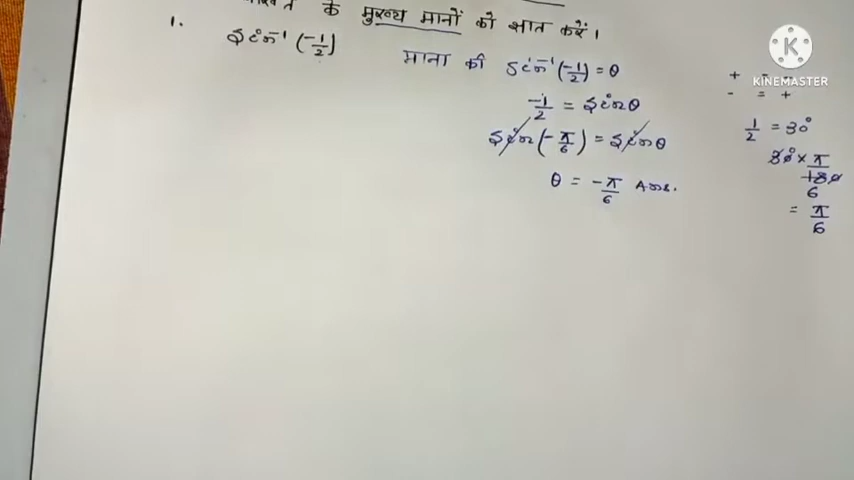 के मुख्य मानों को ज्ञात करें।
1. sin⁻¹(-1/2)
माना की sin⁻¹(-1/2) = θ
-1/2 = sinθ
sin(-π/6) = sinθ
θ = -π/6 Ans.
KINEMASTER
1/2 = 30°
30° × π/180
6
= π/6